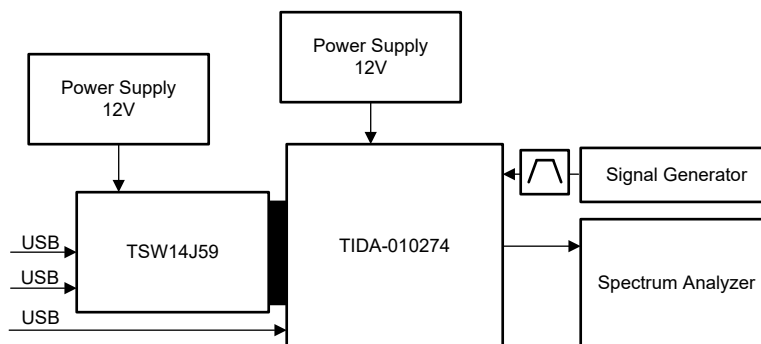 Power Supply
12V
Power Supply
12V
Signal Generator
TSW14J59
TIDA-010274
USB
USB
USB
Spectrum Analyzer